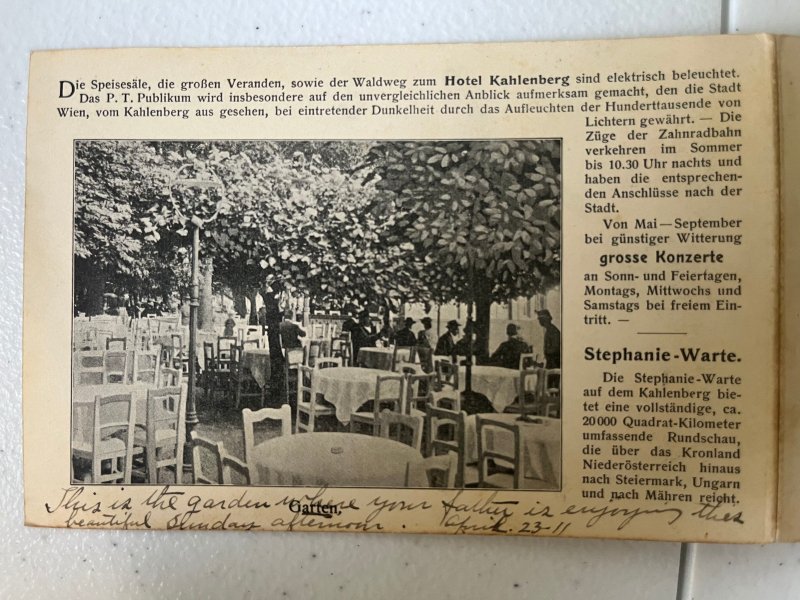 Die Speisesäle, die großen Veranden, sowie der Waldweg zum Hotel Kahlenberg sind elektrisch beleuchtet.
Das P. T. Publikum wird insbesondere auf den unvergleichlichen Anblick aufmerksam gemacht, den die Stadt
Wien, vom Kahlenberg aus gesehen, bei eintretender Dunkelheit durch das Aufleuchten der Hunderttausende von
Lichtern gewährt. — Die
Züge der Zahnradbahn
verkehren im Sommer
bis 10.30 Uhr nachts und
haben die entsprechen-
den Anschlüsse nach der
Stadt.
Von Mai—September
bei günstiger Witterung
grosse Konzerte
an Sonn- und Feiertagen,
Montags, Mittwochs und
Samstags bei freiem Ein-
tritt. —
Stephanie-Warte.
Die Stephanie-Warte
auf dem Kahlenberg bie-
tet eine vollständige, ca.
20000 Quadrat-Kilometer
umfassende Rundschau,
die über das Kronland
Niederösterreich hinaus
nach Steiermark, Ungarn
und nach Mähren reicht.
Garten.
This is the garden where your father is enjoying this
beautiful Sunday afternoon. April. 23-11